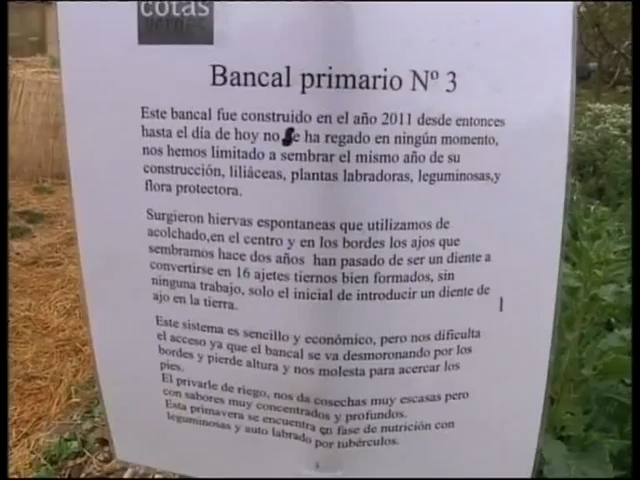 cotas
VERDES
Bancal primario Nº 3
Este bancal fue construido en el año 2011 desde entonces
hasta el día de hoy no se ha regado en ningún momento,
nos hemos limitado a sembrar el mismo año de su
construcción, liliáceas, plantas labradoras, leguminosas,y
flora protectora.
Surgieron hiervas espontaneas que utilizamos de
acolchado,en el centro y en los bordes los ajos que
sembramos hace dos años han pasado de ser un diente a
convertirse en 16 ajetes tiernos bien formados, sin
ninguna trabajo, solo el inicial de introducir un diente de
ajo en la tierra.
Este sistema es sencillo y económico, pero nos dificulta
el acceso ya que el bancal se va desmoronando por los
bordes y pierde altura y nos molesta para acercar los
pies.
El privarle de riego, nos da cosechas muy escasas pero
con sabores muy concentrados y profundos.
Esta primavera se encuentra en fase de nutrición con
leguminosas y auto labrado por tubérculos.